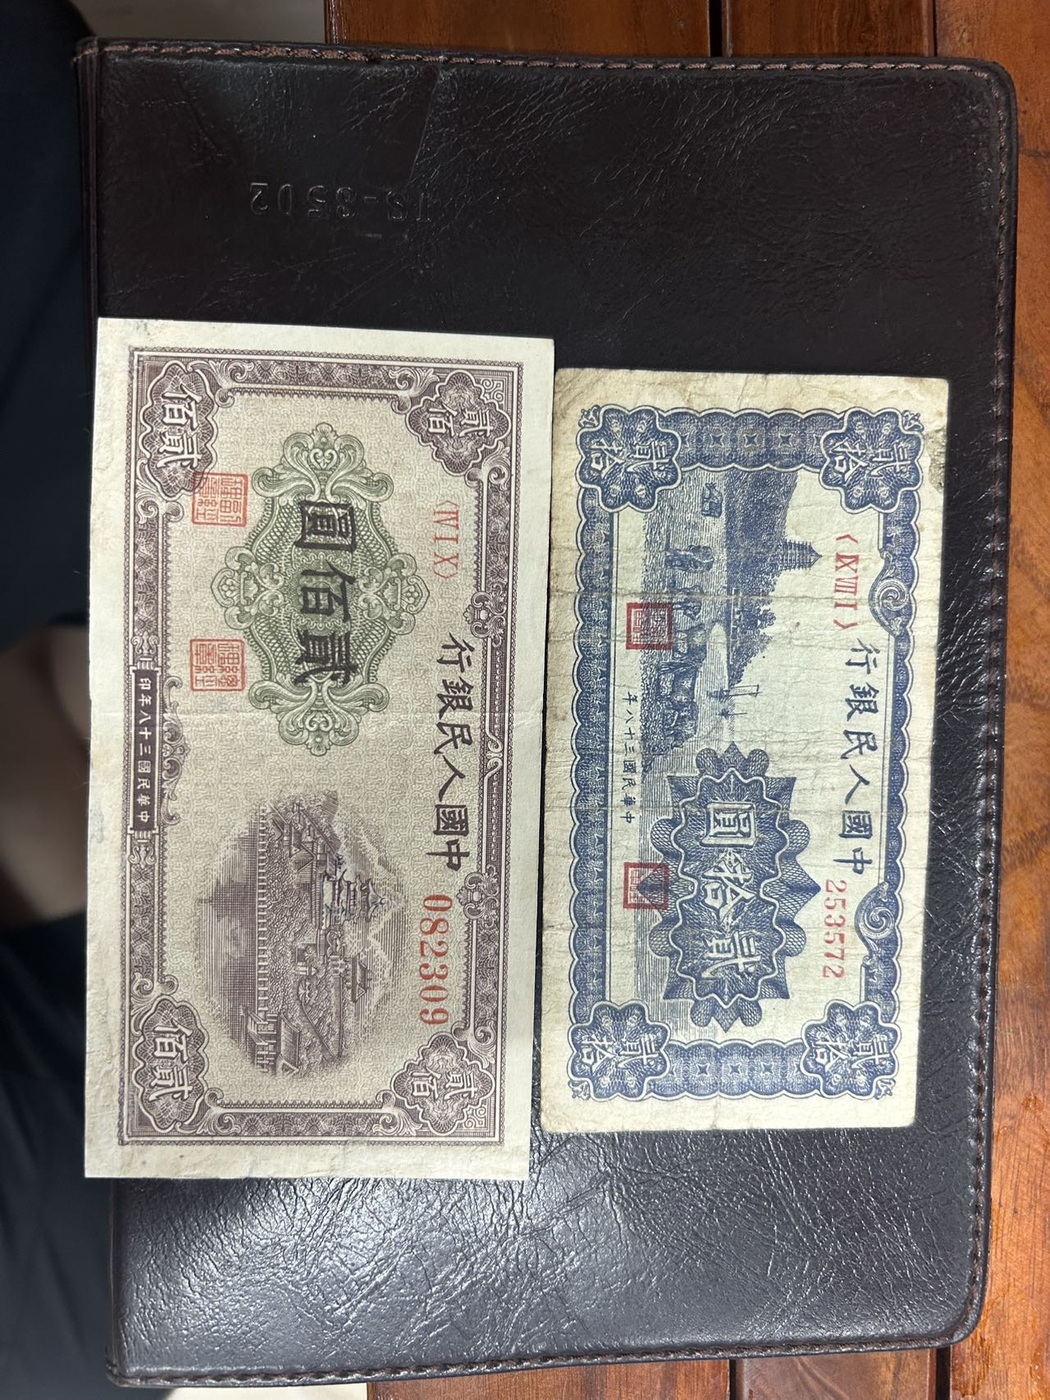 中國人民銀行
〈IV I X〉
082309
貳佰
貳佰
貳佰圓
貳佰
貳佰
中華民國三十八年印
中國人民銀行
〈IX VIII I〉
253572
貳拾
貳拾
貳拾圓
貳拾
貳拾
中華民國三十八年